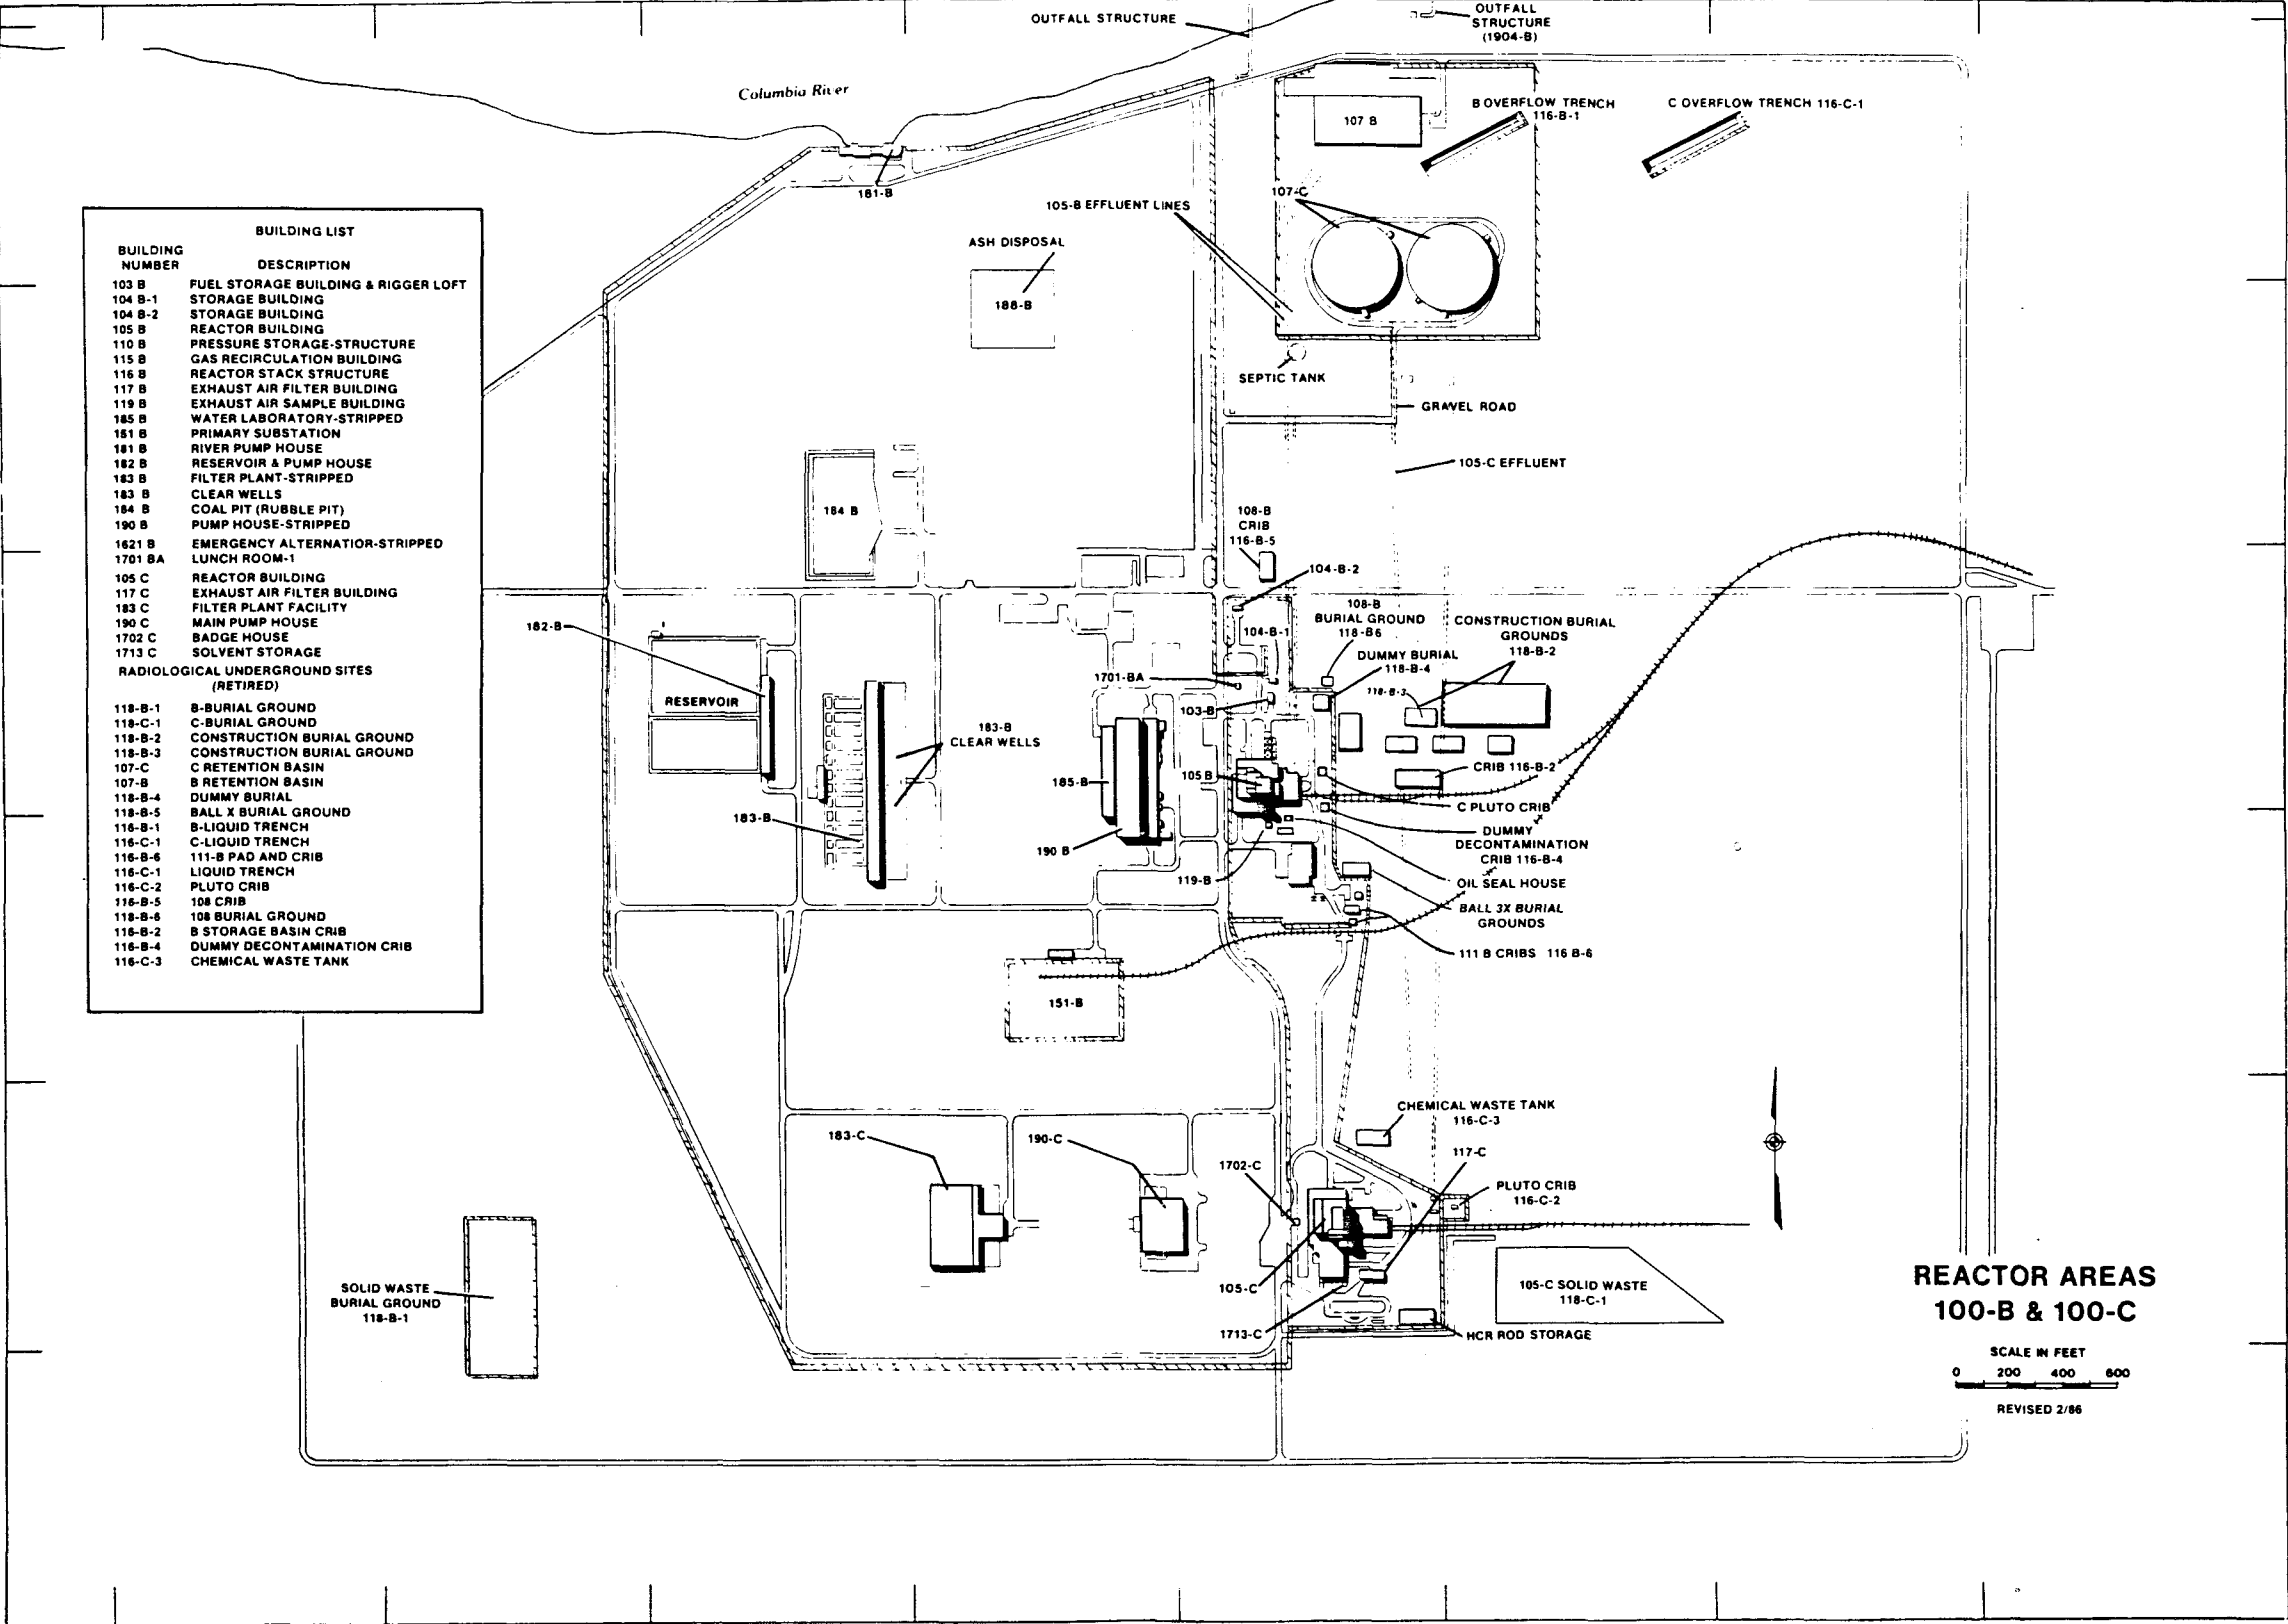 OUTFALL STRUCTURE
OUTFALL
STRUCTURE
(1904-B)
Columbia River
B OVERFLOW TRENCH
116-B-1
C OVERFLOW TRENCH 116-C-1
107 B
181-B
107-C
105-B EFFLUENT LINES
ASH DISPOSAL
188-B
SEPTIC TANK
GRAVEL ROAD
105-C EFFLUENT
BUILDING LIST
BUILDING
NUMBER DESCRIPTION
103 B FUEL STORAGE BUILDING & RIGGER LOFT
104 B-1 STORAGE BUILDING
104 B-2 STORAGE BUILDING
105 B REACTOR BUILDING
110 B PRESSURE STORAGE-STRUCTURE
115 B GAS RECIRCULATION BUILDING
116 B REACTOR STACK STRUCTURE
117 B EXHAUST AIR FILTER BUILDING
119 B EXHAUST AIR SAMPLE BUILDING
185 B WATER LABORATORY-STRIPPED
151 B PRIMARY SUBSTATION
181 B RIVER PUMP HOUSE
182 B RESERVOIR & PUMP HOUSE
183 B FILTER PLANT-STRIPPED
183 B CLEAR WELLS
184 B COAL PIT (RUBBLE PIT)
190 B PUMP HOUSE-STRIPPED
1621 B EMERGENCY ALTERNATIOR-STRIPPED
1701 BA LUNCH ROOM-1
105 C REACTOR BUILDING
117 C EXHAUST AIR FILTER BUILDING
183 C FILTER PLANT FACILITY
190 C MAIN PUMP HOUSE
1702 C BADGE HOUSE
1713 C SOLVENT STORAGE
RADIOLOGICAL UNDERGROUND SITES
(RETIRED)
118-B-1 B-BURIAL GROUND
118-C-1 C-BURIAL GROUND
118-B-2 CONSTRUCTION BURIAL GROUND
118-B-3 CONSTRUCTION BURIAL GROUND
107-C C RETENTION BASIN
107-B B RETENTION BASIN
118-B-4 DUMMY BURIAL
118-B-5 BALL X BURIAL GROUND
116-B-1 B-LIQUID TRENCH
116-C-1 C-LIQUID TRENCH
116-B-6 111-B PAD AND CRIB
116-C-1 LIQUID TRENCH
116-C-2 PLUTO CRIB
116-B-5 108 CRIB
118-B-6 108 BURIAL GROUND
116-B-2 B STORAGE BASIN CRIB
116-B-4 DUMMY DECONTAMINATION CRIB
116-C-3 CHEMICAL WASTE TANK
184 B
108-B
CRIB
116-B-5
104-B-2
108-B
BURIAL GROUND
118-B6
CONSTRUCTION BURIAL
GROUNDS
118-B-2
182-B
104-B-1
DUMMY BURIAL
118-B-4
1701-BA
118-B-3
RESERVOIR
103-B
183-B
CLEAR WELLS
185-B
105 B
CRIB 116-B-2
C PLUTO CRIB
183-B
DUMMY
DECONTAMINATION
CRIB 116-B-4
190 B
119-B
OIL SEAL HOUSE
BALL 3X BURIAL
GROUNDS
111 B CRIBS 116 B-6
151-B
CHEMICAL WASTE TANK
116-C-3
183-C
190-C
117-C
1702-C
PLUTO CRIB
116-C-2
SOLID WASTE
BURIAL GROUND
118-B-1
105-C
105-C SOLID WASTE
118-C-1
1713-C
HCR ROD STORAGE
REACTOR AREAS
100-B & 100-C
SCALE IN FEET
0 200 400 600
REVISED 2/86